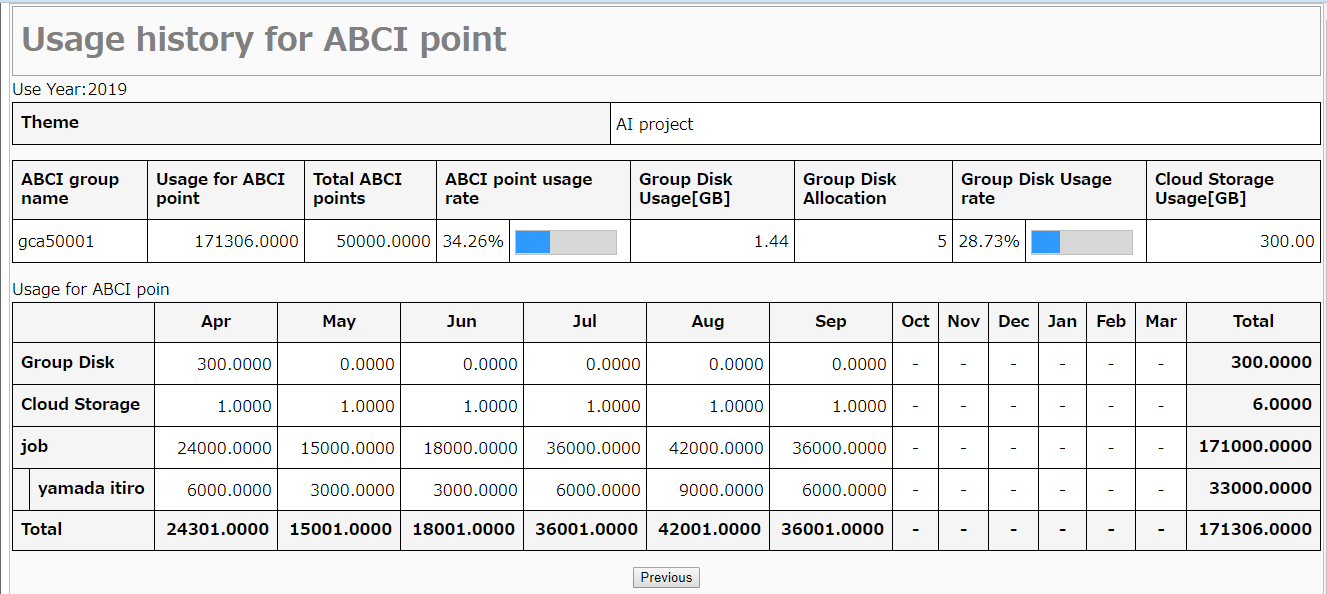 Usage history for ABCI point
Use Year:2019
Theme AI project
ABCI group name Usage for ABCI point Total ABCI points ABCI point usage rate Group Disk Usage[GB] Group Disk Allocation Group Disk Usage rate Cloud Storage Usage[GB]
gca50001 171306.0000 50000.0000 34.26% 1.44 5 28.73% 300.00
Usage for ABCI poin
Apr May Jun Jul Aug Sep Oct Nov Dec Jan Feb Mar Total
Group Disk 300.0000 0.0000 0.0000 0.0000 0.0000 0.0000 - - - - - - 300.0000
Cloud Storage 1.0000 1.0000 1.0000 1.0000 1.0000 1.0000 - - - - - - 6.0000
job 24000.0000 15000.0000 18000.0000 36000.0000 42000.0000 36000.0000 - - - - - - 171000.0000
yamada itiro 6000.0000 3000.0000 3000.0000 6000.0000 9000.0000 6000.0000 - - - - - - 33000.0000
Total 24301.0000 15001.0000 18001.0000 36001.0000 42001.0000 36001.0000 - - - - - - 171306.0000
Previous